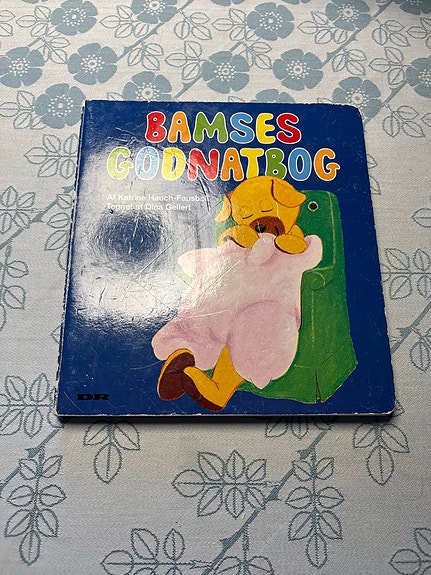 BAMSES
GODNATBOG
Af Katrine Hauch-Fausbøll
Tegnet af Dina Gellert
DR